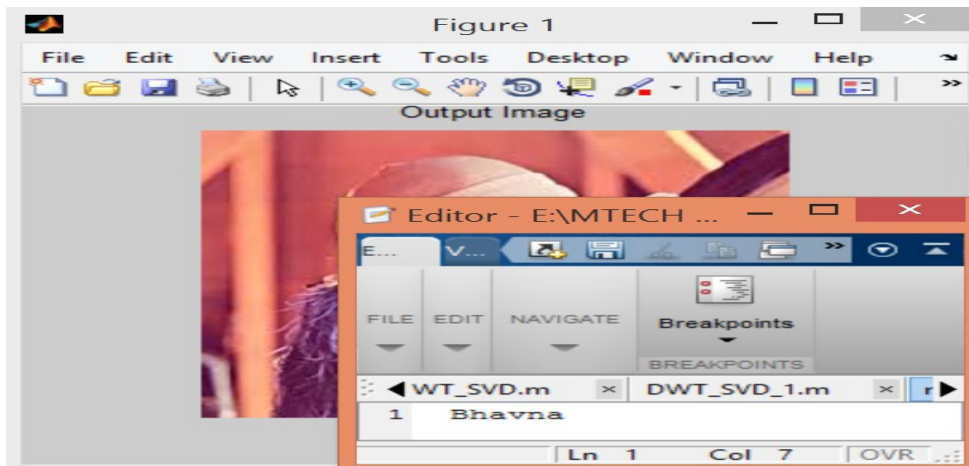 Figure 1
File Edit View Insert Tools Desktop Window Help
Output Image
Editor - E:\MTECH ...
E... V...
FILE EDIT NAVIGATE Breakpoints
BREAKPOINTS
WT_SVD.m DWT_SVD_1.m r
1 Bhavna
Ln 1 Col 7 OVR